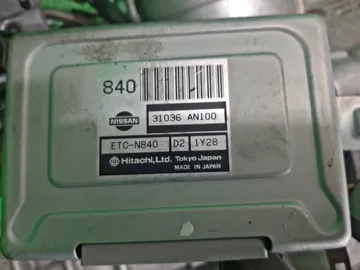 840
NISSAN
31036 AN100
ETC-N840 D2 1Y28
Hitachi,Ltd. Tokyo Japan
MADE IN JAPAN